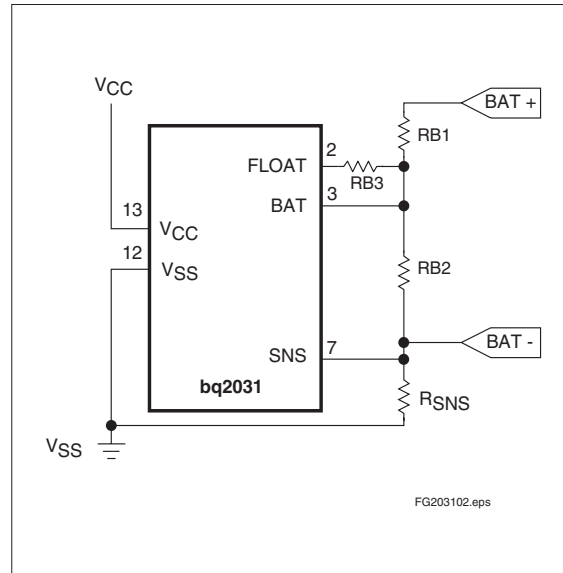 VCC
BAT +
RB1
2
FLOAT
RB3
3
BAT
13
VCC
12
VSS
RB2
BAT -
7
SNS
bq2031
RSNS
VSS
FG203102.eps